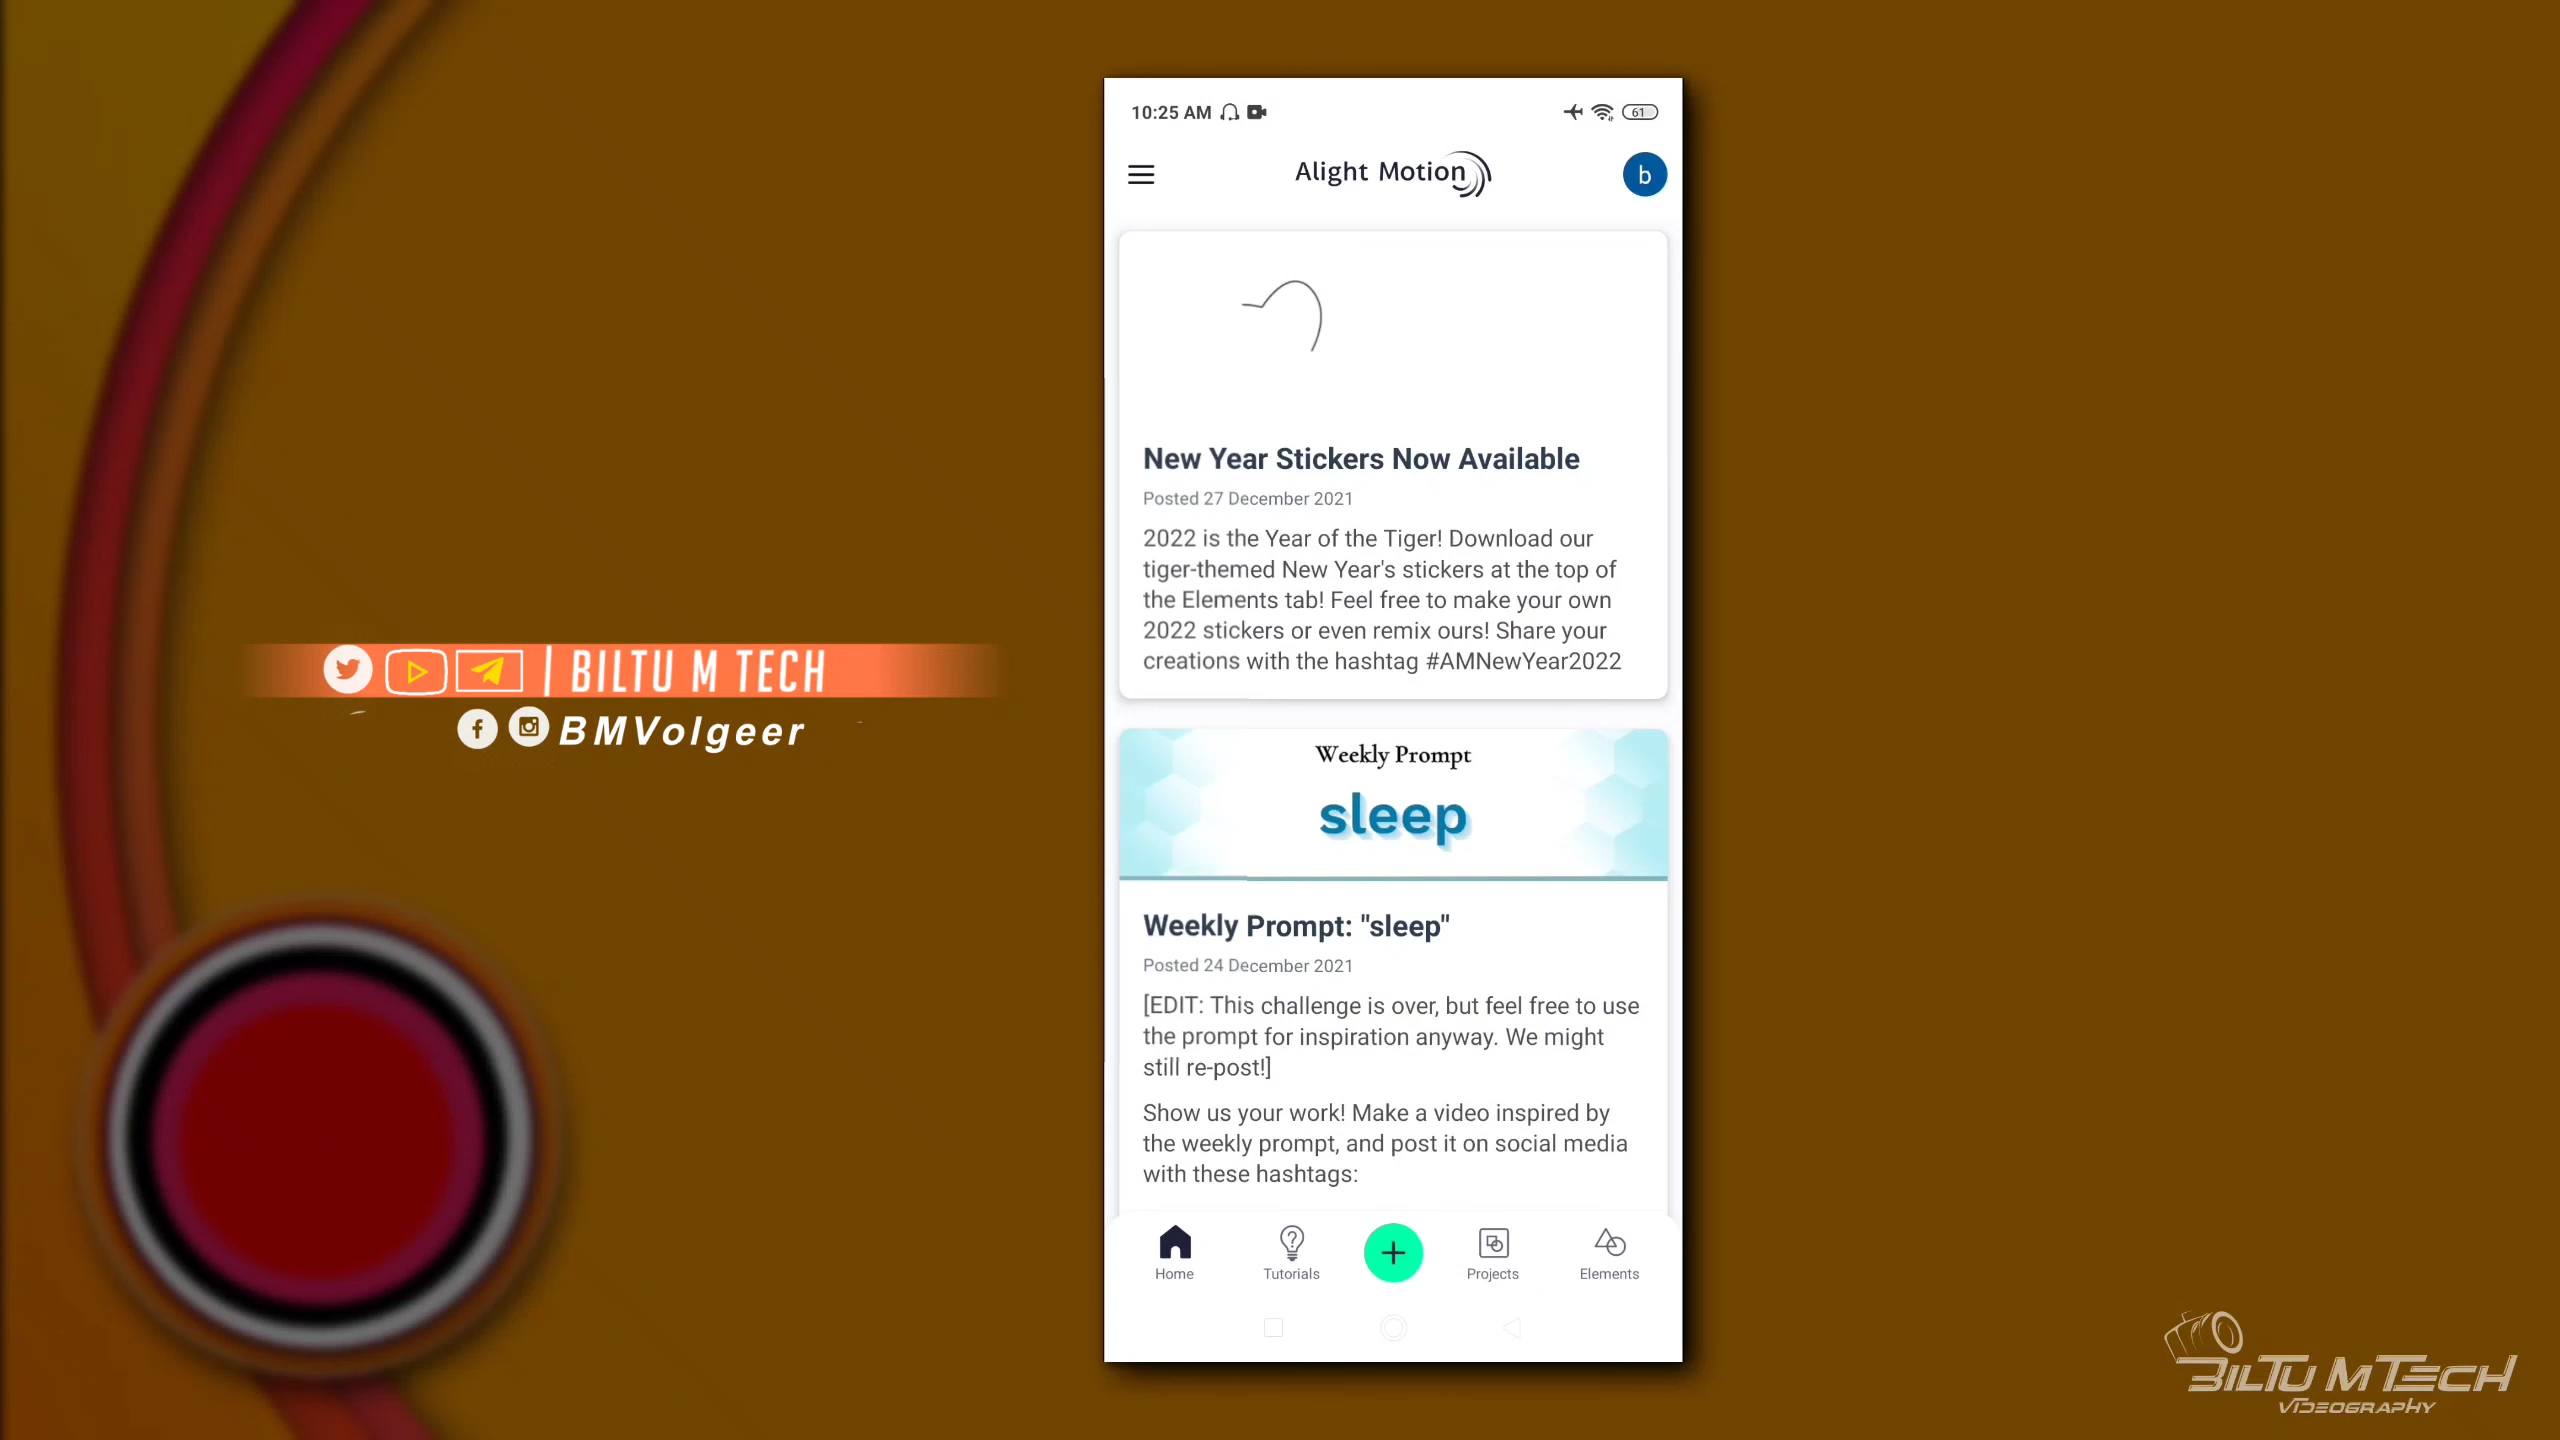 10:25 AM
61
Alight Motion
b
New Year Stickers Now Available
Posted 27 December 2021
2022 is the Year of the Tiger! Download our
tiger-themed New Year's stickers at the top of
the Elements tab! Feel free to make your own
2022 stickers or even remix ours! Share your
creations with the hashtag #AMNewYear2022
| BILTU M TECH
BMVolgeer
Weekly Prompt
sleep
Weekly Prompt: "sleep"
Posted 24 December 2021
[EDIT: This challenge is over, but feel free to use
the prompt for inspiration anyway. We might
still re-post!]
Show us your work! Make a video inspired by
the weekly prompt, and post it on social media
with these hashtags:
Home
Tutorials
Projects
Elements
BILTU M TECH
VIDEOGRAPHY